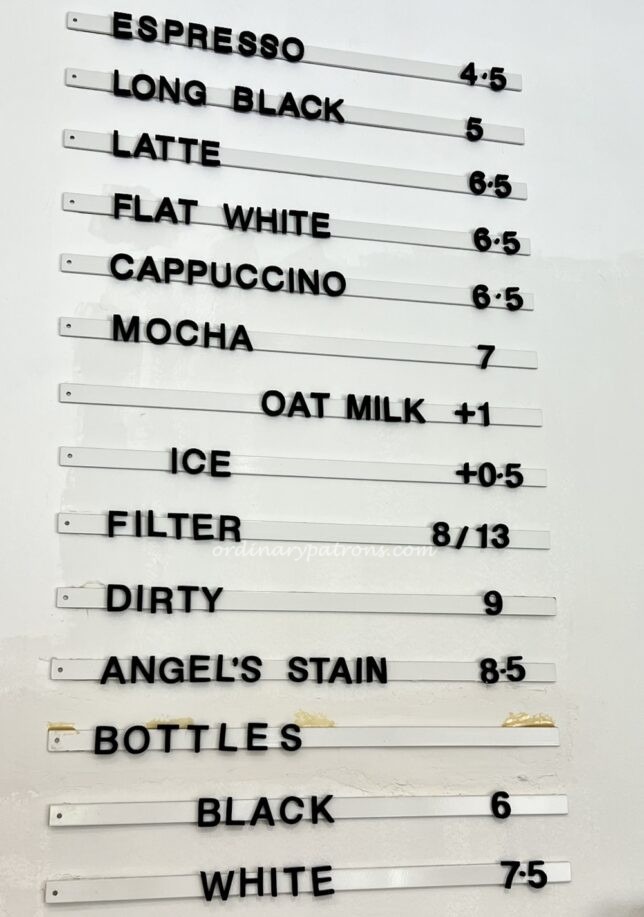 ESPRESSO 4.5
LONG BLACK 5
LATTE 6.5
FLAT WHITE 6.5
CAPPUCCINO 6.5
MOCHA 7
OAT MILK +1
ICE +0.5
FILTER 8/13
ordinarypatrons.com
DIRTY 9
ANGEL'S STAIN 8.5
BOTTLES
BLACK 6
WHITE 7.5